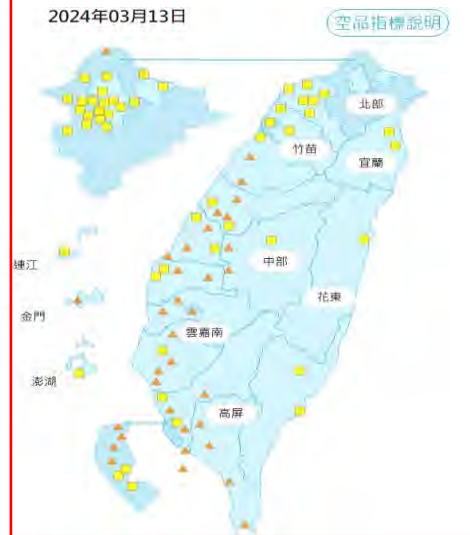 2024年03月13日
空品指標說明
北部
竹苗
宜蘭
連江
中部
花東
金門
雲嘉南
澎湖
高屏